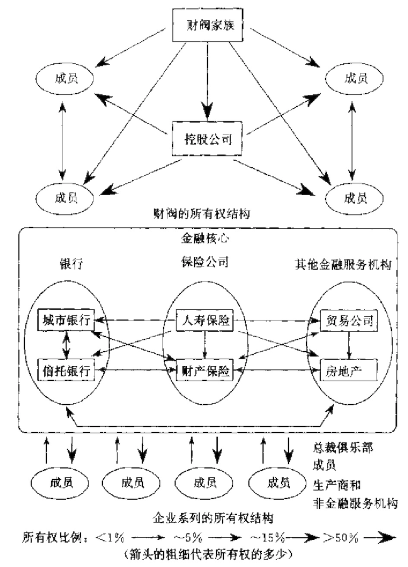 财阀家族
成员
成员
控股公司
成员
成员
财阀的所有权结构
金融核心
银行
保险公司
其他金融服务机构
城市银行
人寿保险
贸易公司
信托银行
财产保险
房地产
总裁俱乐部
成员
生产商和
非金融服务机构
成员
成员
成员
成员
企业系列的所有权结构
所有权比例：<1% ~5% ~15% >50%
（箭头的粗细代表所有权的多少）